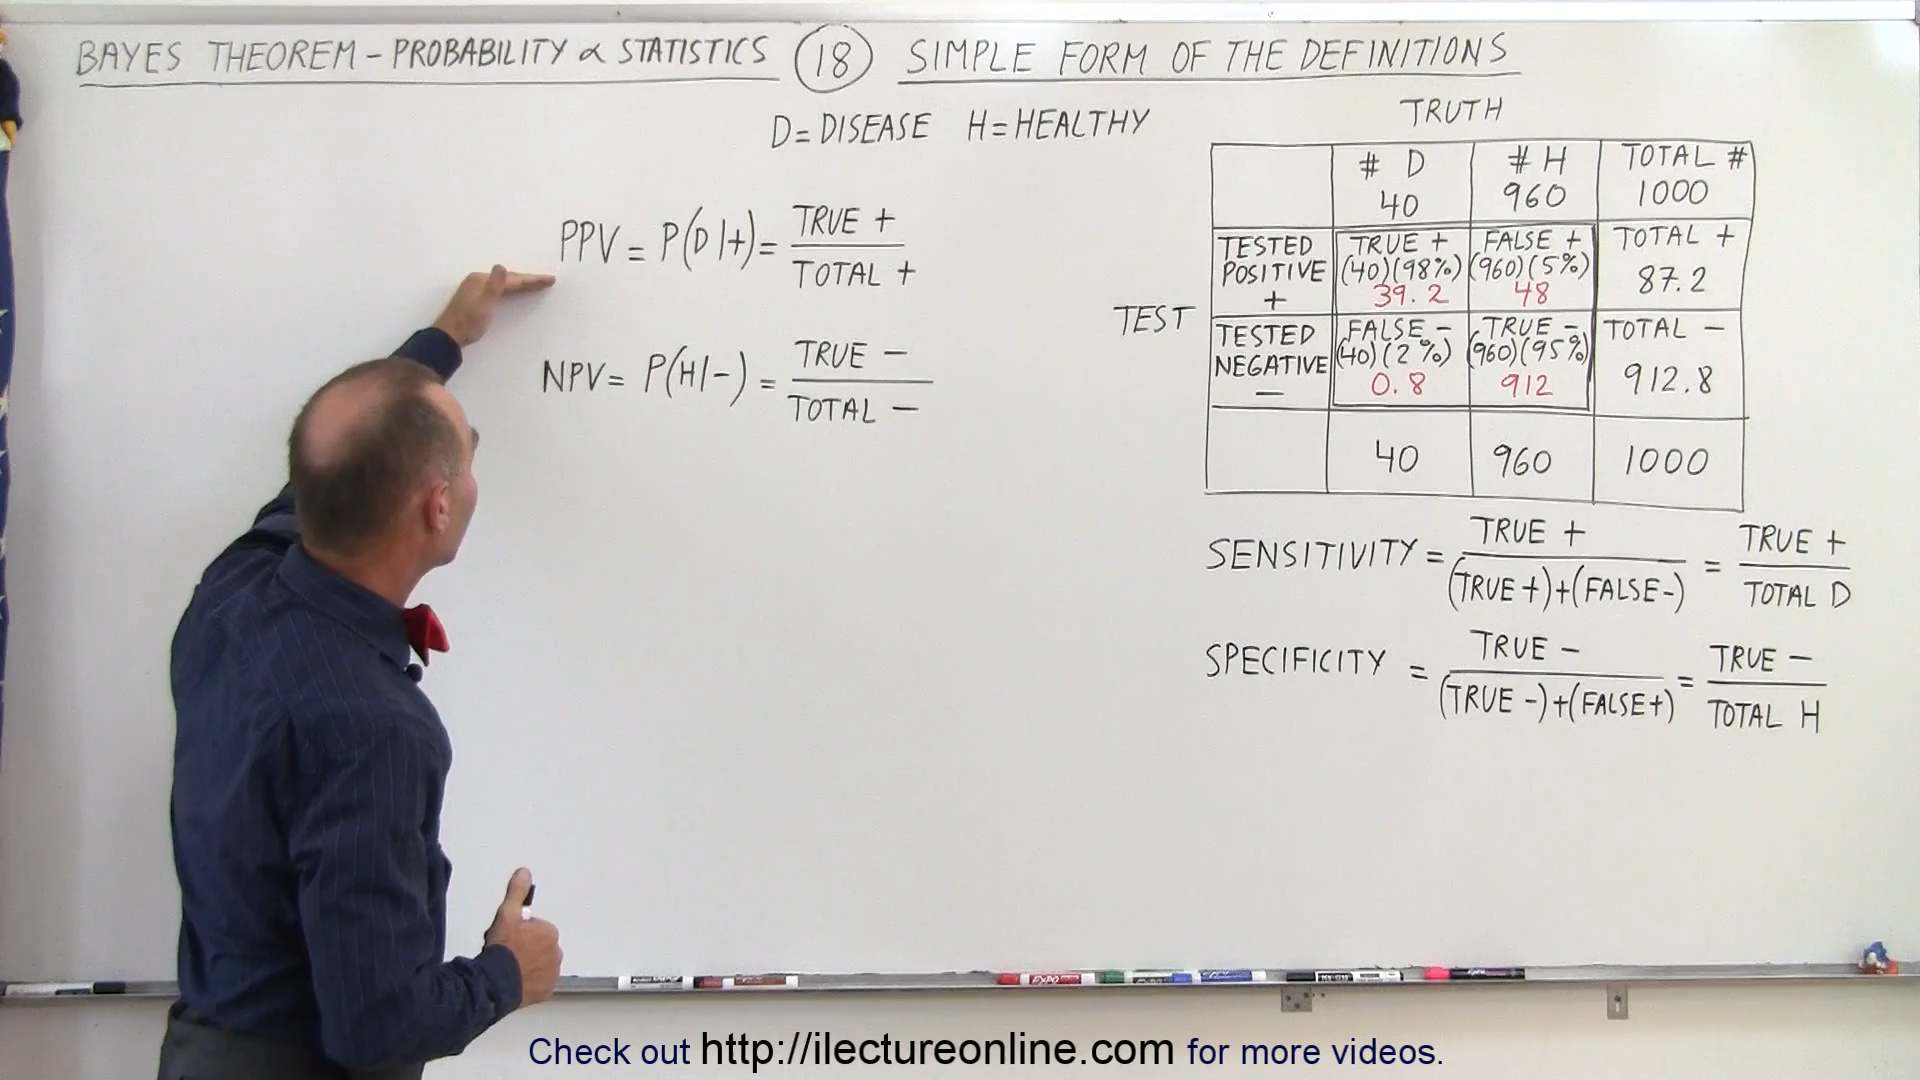 BAYES THEOREM – PROBABILITY & STATISTICS 18 SIMPLE FORM OF THE DEFINITIONS
D = DISEASE H = HEALTHY
PPV = P(D|+) = TRUE + / TOTAL +
NPV = P(H|-) = TRUE - / TOTAL -
TRUTH
# D # H TOTAL #
40 960 1000
TEST
TESTED POSITIVE + TRUE + (40)(98%) 39.2 FALSE + (960)(5%) 48 TOTAL + 87.2
TESTED NEGATIVE - FALSE - (40)(2%) 0.8 TRUE - (960)(95%) 912 TOTAL - 912.8
40 960 1000
SENSITIVITY = TRUE + / (TRUE +)+(FALSE -) = TRUE + / TOTAL D
SPECIFICITY = TRUE - / (TRUE -)+(FALSE+) = TRUE - / TOTAL H
EXPO
Check out http://ilectureonline.com for more videos.